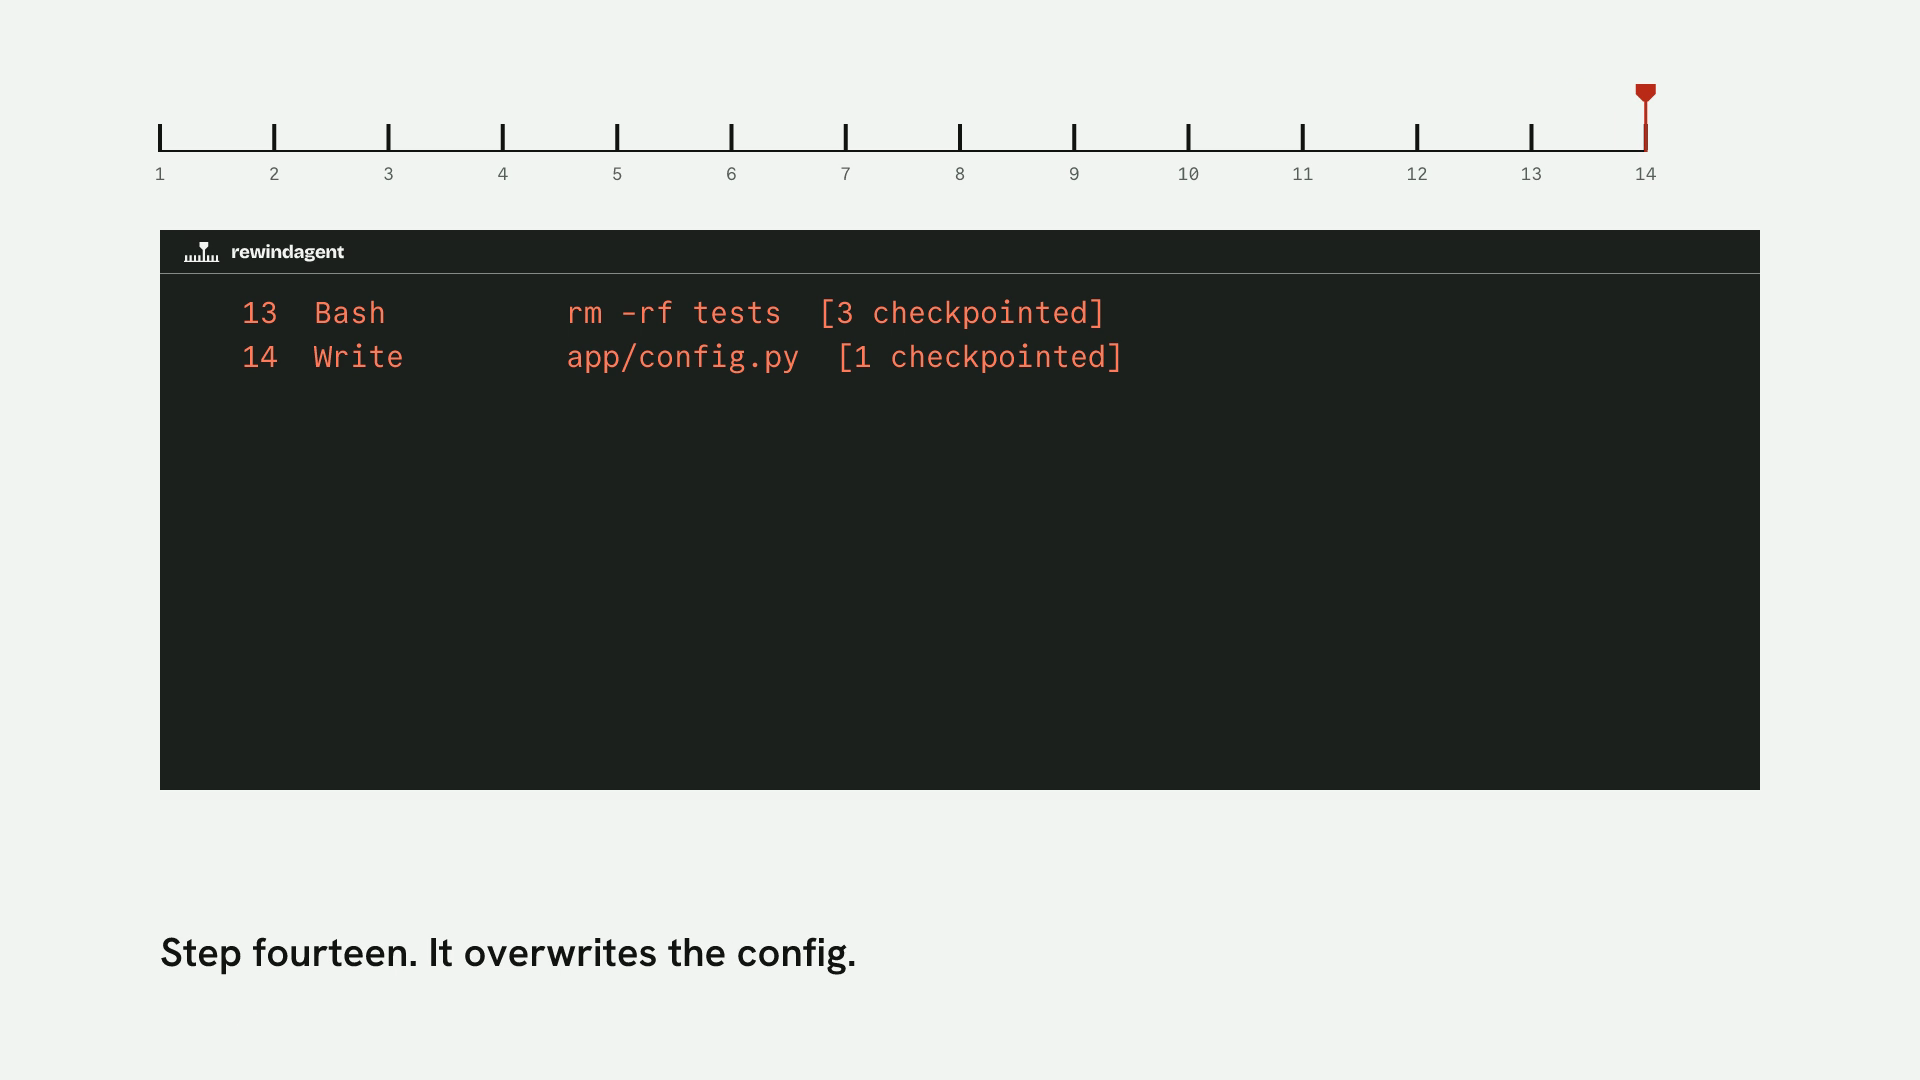 1 2 3 4 5 6 7 8 9 10 11 12 13 14
rewindagent
13 Bash rm -rf tests [3 checkpointed]
14 Write app/config.py [1 checkpointed]
Step fourteen. It overwrites the config.